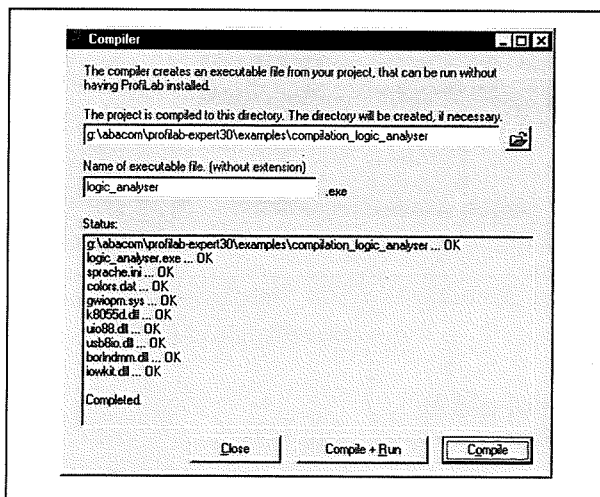 Compiler
The compiler creates an executable file from your project, that can be run without
having ProfiLab installed.
The project is compiled to this directory. The directory will be created, if necessary.
g:\abacom\profilab-expert30\examples\compilation_logic_analyser
Name of executable file. (without extension)
logic_analyser .exe
Status:
g:\abacom\profilab-expert30\examples\compilation_logic_analyser ... OK
logic_analyser.exe ... OK
sprache.ini ... OK
colors.dat ... OK
gwiopm.sys ... OK
k8055d.dll ... OK
uio88.dll ... OK
usb8io.dll ... OK
borlndmm.dll ... OK
iowkit.dll ... OK
Completed.
Close Compile + Run Compile